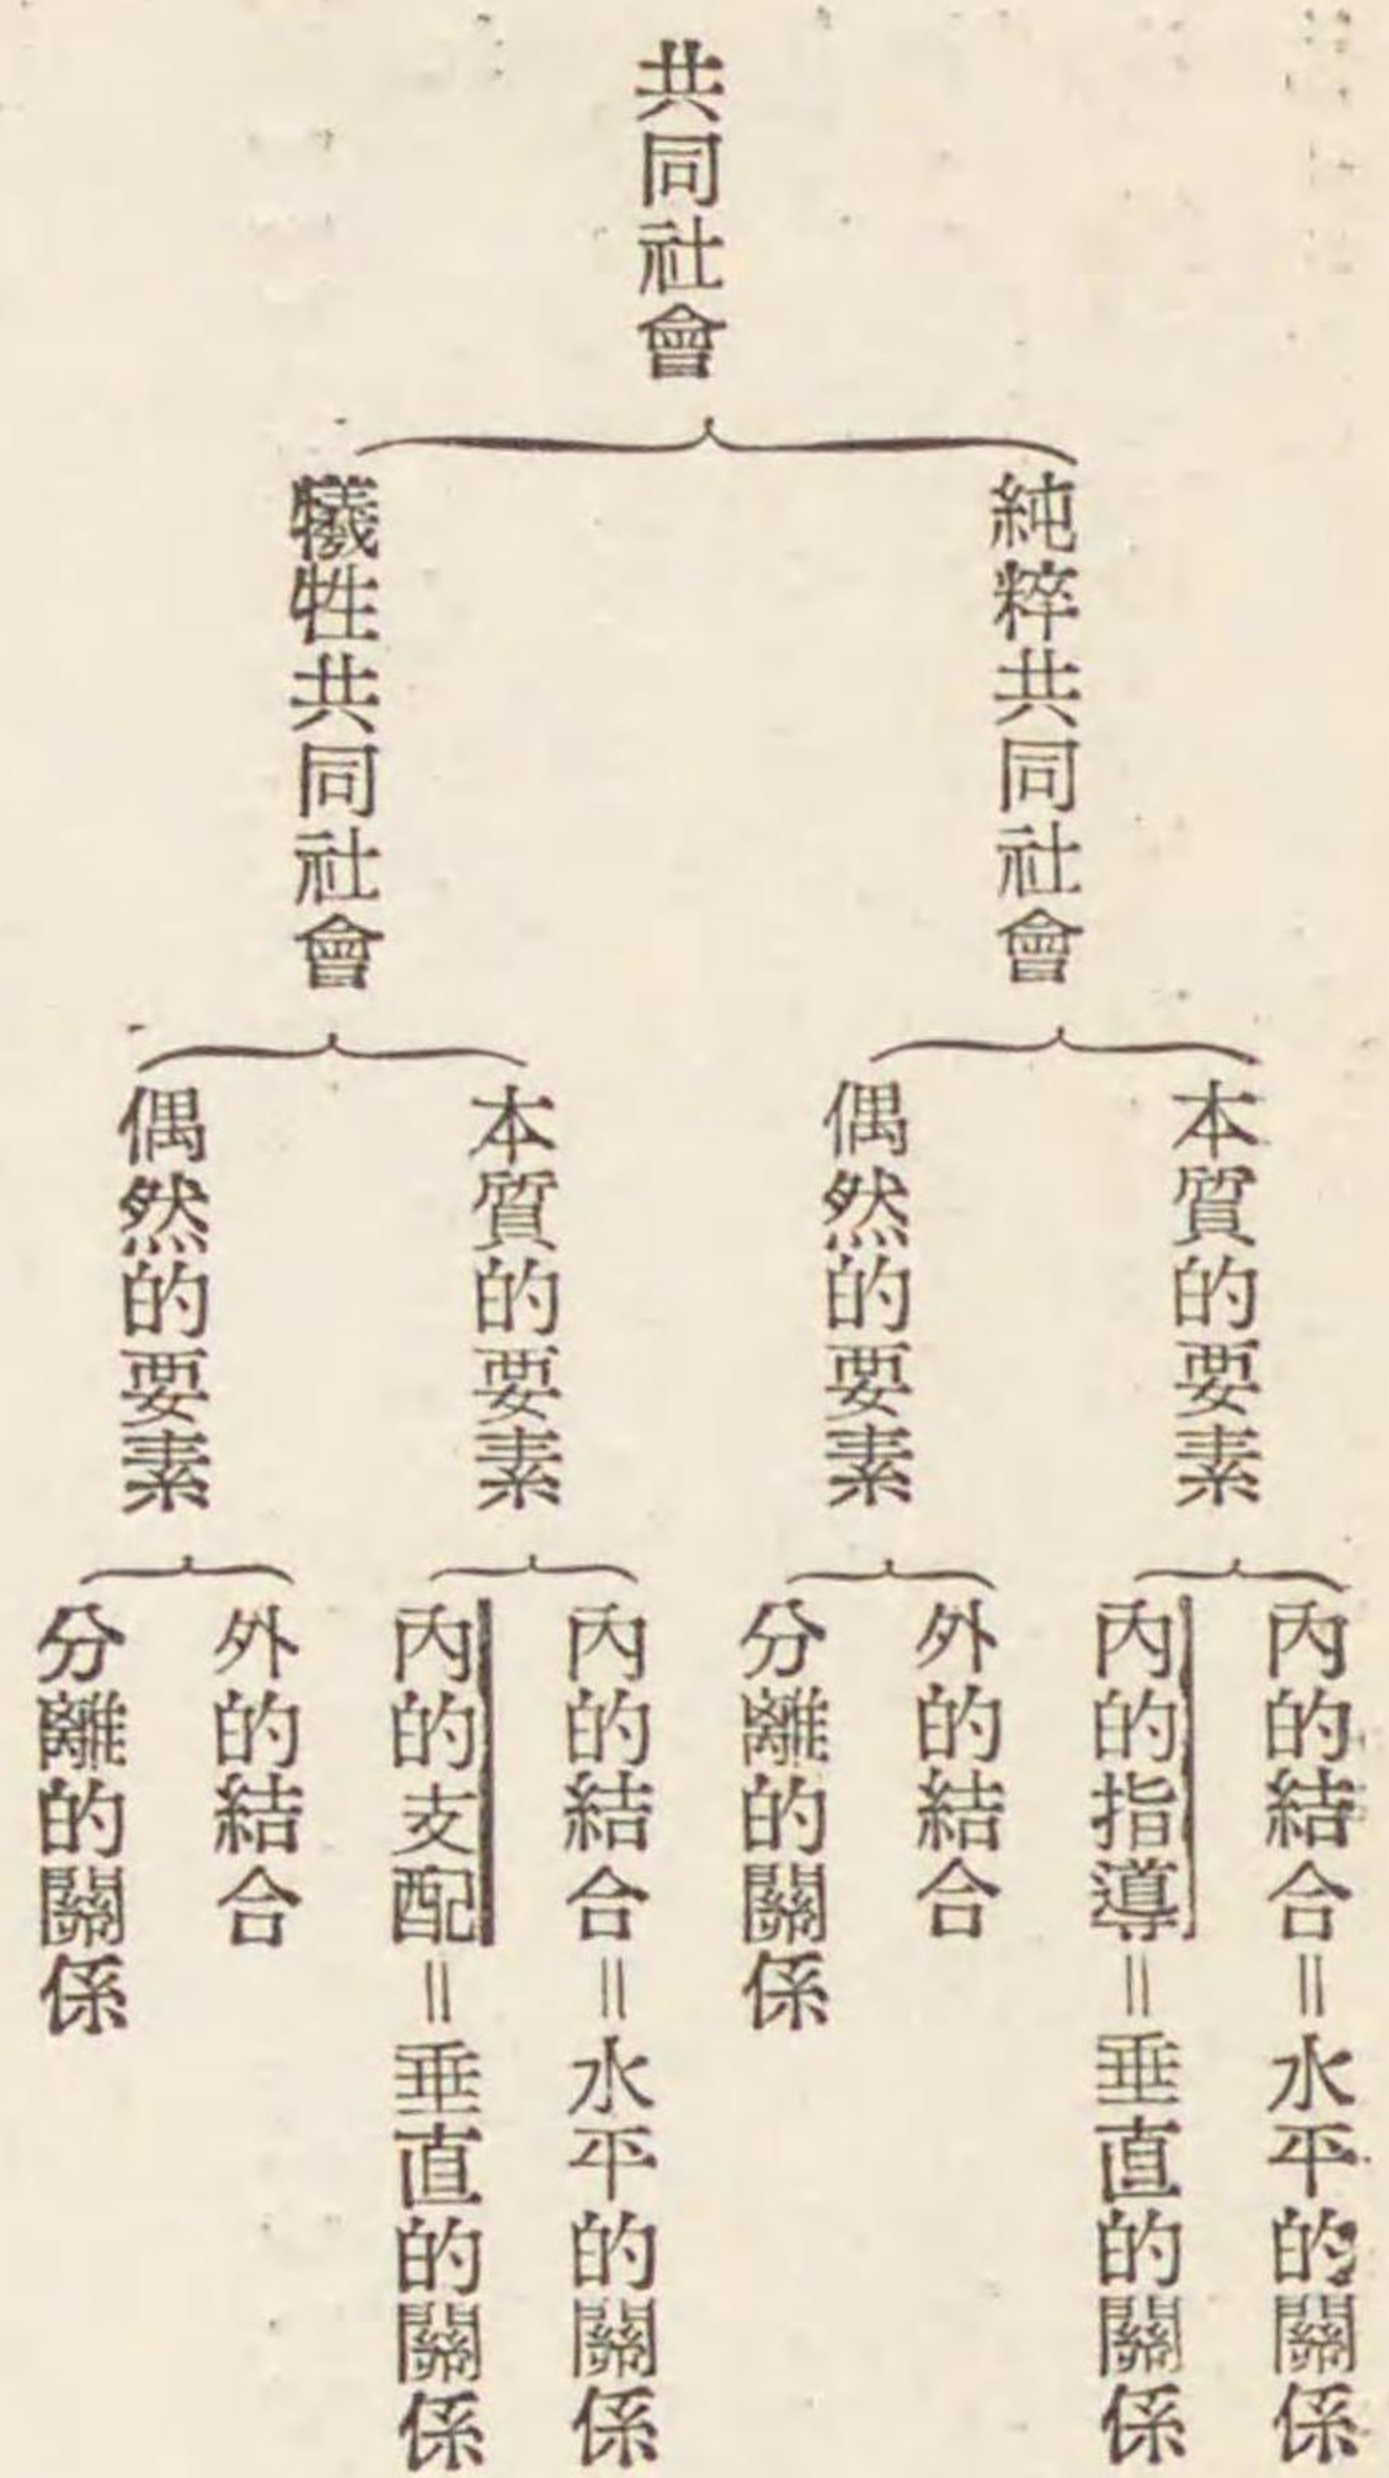 共同社會
純粹共同社會
本質的要素
內的結合＝水平的關係
內的指導＝垂直的關係
偶然的要素
外的結合
分離的關係
犧牲共同社會
本質的要素
內的結合＝水平的關係
內的支配＝垂直的關係
偶然的要素
外的結合
分離的關係